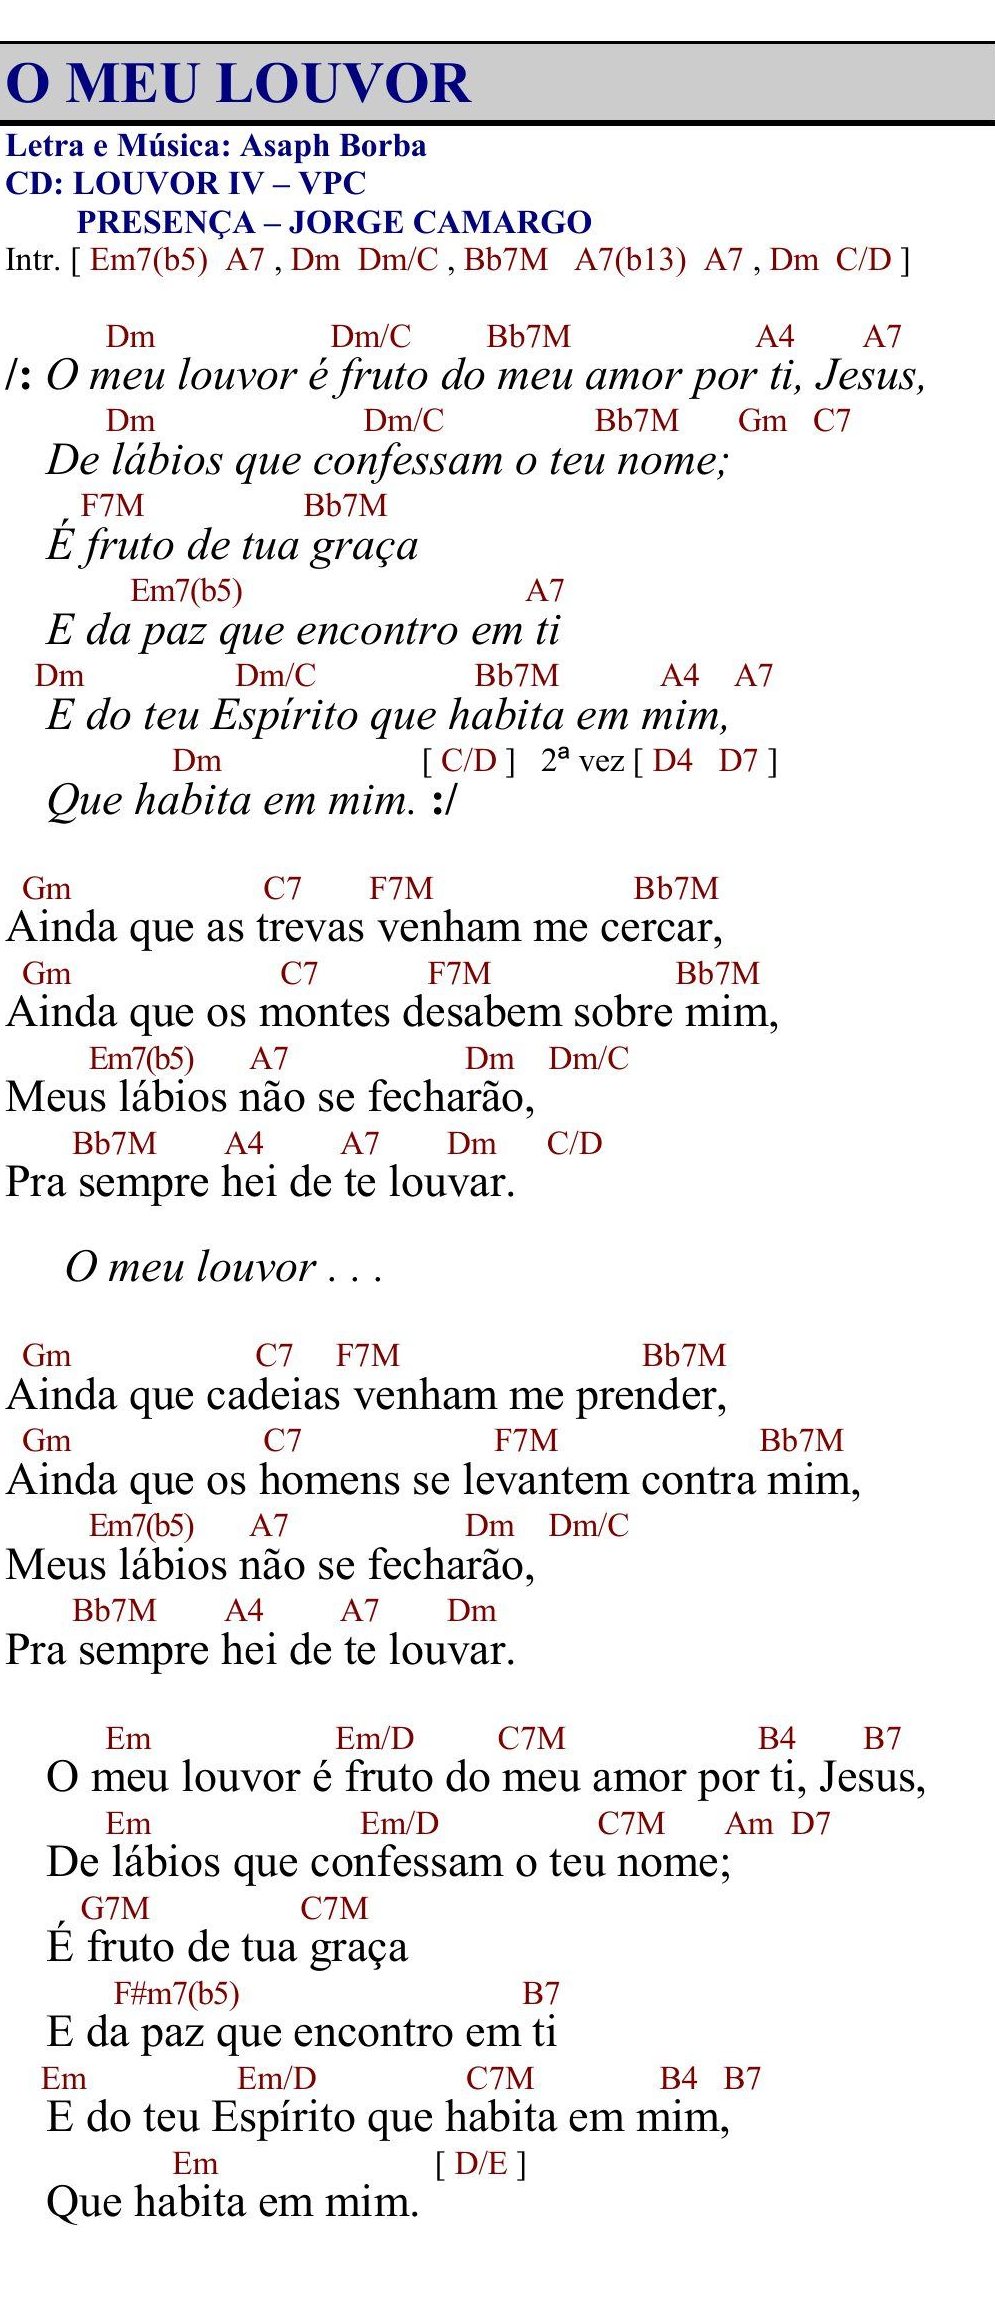 O MEU LOUVOR
Letra e Música: Asaph Borba
CD: LOUVOR IV – VPC
PRESENÇA – JORGE CAMARGO
Intr. [ Em7(b5) A7 , Dm Dm/C , Bb7M A7(b13) A7 , Dm C/D ]
Dm Dm/C Bb7M A4 A7
/: O meu louvor é fruto do meu amor por ti, Jesus,
Dm Dm/C Bb7M Gm C7
De lábios que confessam o teu nome;
F7M Bb7M
É fruto de tua graça
Em7(b5) A7
E da paz que encontro em ti
Dm Dm/C Bb7M A4 A7
E do teu Espírito que habita em mim,
Dm [ C/D ] 2ª vez [ D4 D7 ]
Que habita em mim. :/
Gm C7 F7M Bb7M
Ainda que as trevas venham me cercar,
Gm C7 F7M Bb7M
Ainda que os montes desabem sobre mim,
Em7(b5) A7 Dm Dm/C
Meus lábios não se fecharão,
Bb7M A4 A7 Dm C/D
Pra sempre hei de te louvar.
O meu louvor . . .
Gm C7 F7M Bb7M
Ainda que cadeias venham me prender,
Gm C7 F7M Bb7M
Ainda que os homens se levantem contra mim,
Em7(b5) A7 Dm Dm/C
Meus lábios não se fecharão,
Bb7M A4 A7 Dm
Pra sempre hei de te louvar.
Em Em/D C7M B4 B7
O meu louvor é fruto do meu amor por ti, Jesus,
Em Em/D C7M Am D7
De lábios que confessam o teu nome;
G7M C7M
É fruto de tua graça
F#m7(b5) B7
E da paz que encontro em ti
Em Em/D C7M B4 B7
E do teu Espírito que habita em mim,
Em [ D/E ]
Que habita em mim.